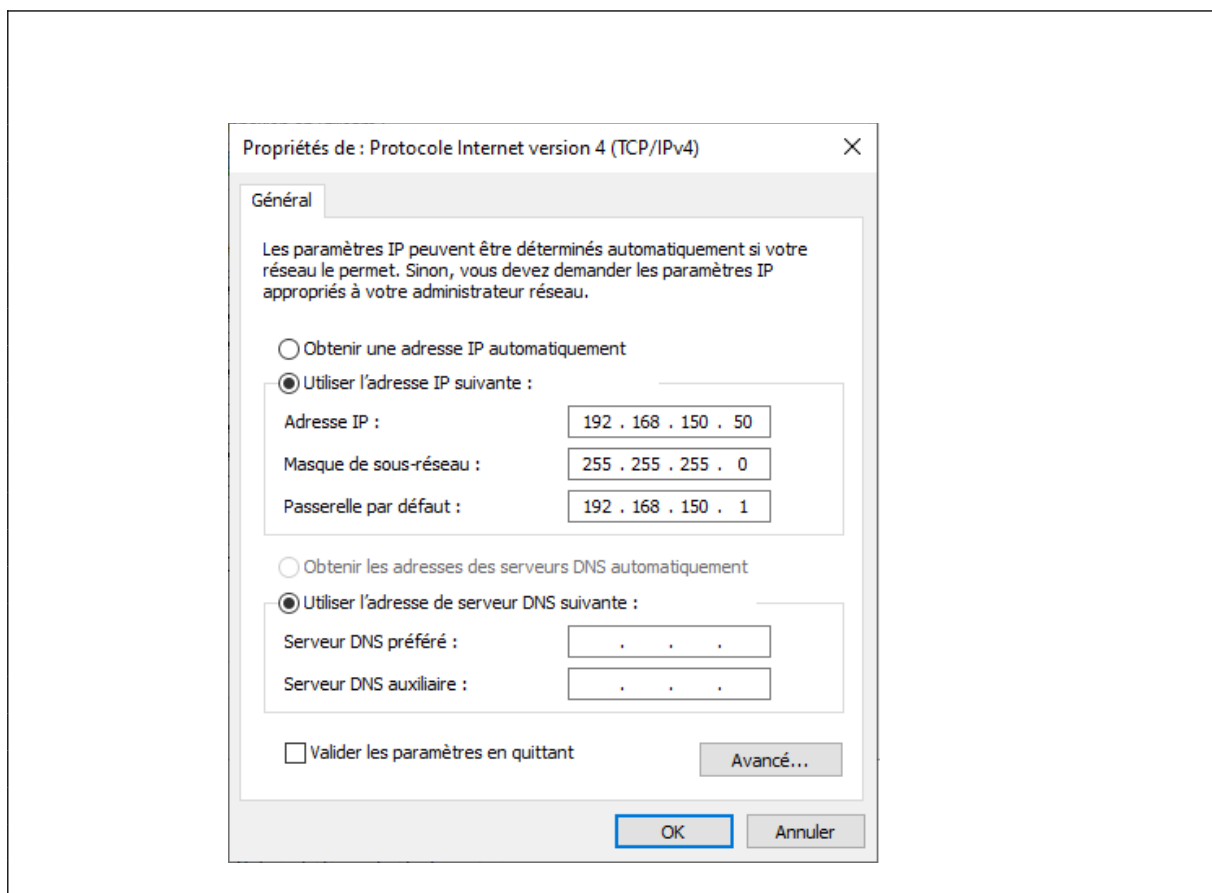 Propriétés de : Protocole Internet version 4 (TCP/IPv4)
Général
Les paramètres IP peuvent être déterminés automatiquement si votre
réseau le permet. Sinon, vous devez demander les paramètres IP
appropriés à votre administrateur réseau.
Obtenir une adresse IP automatiquement
Utiliser l'adresse IP suivante :
Adresse IP : 192 . 168 . 150 . 50
Masque de sous-réseau : 255 . 255 . 255 . 0
Passerelle par défaut : 192 . 168 . 150 . 1
Obtenir les adresses des serveurs DNS automatiquement
Utiliser l'adresse de serveur DNS suivante :
Serveur DNS préféré : . . .
Serveur DNS auxiliaire : . . .
Valider les paramètres en quittant
Avancé...
OK Annuler